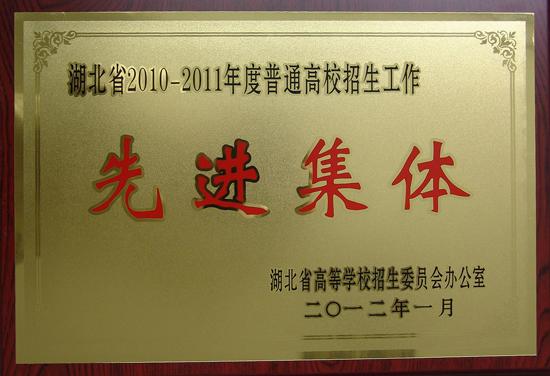 湖北省2010-2011年度普通高校招生工作
先进集体
湖北省高等学校招生委员会办公室
二〇一二年一月